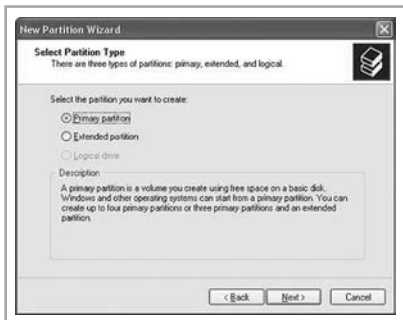 New Partition Wizard
Select Partition Type
There are three types of partitions: primary, extended, and logical.
Select the partition you want to create:
Primary partition
Extended partition
Logical drive
Description
A primary partition is a volume you create using free space on a basic disk.
Windows and other operating systems can start from a primary partition. You can
create up to four primary partitions or three primary partitions and an extended
partition.
< Back Next > Cancel